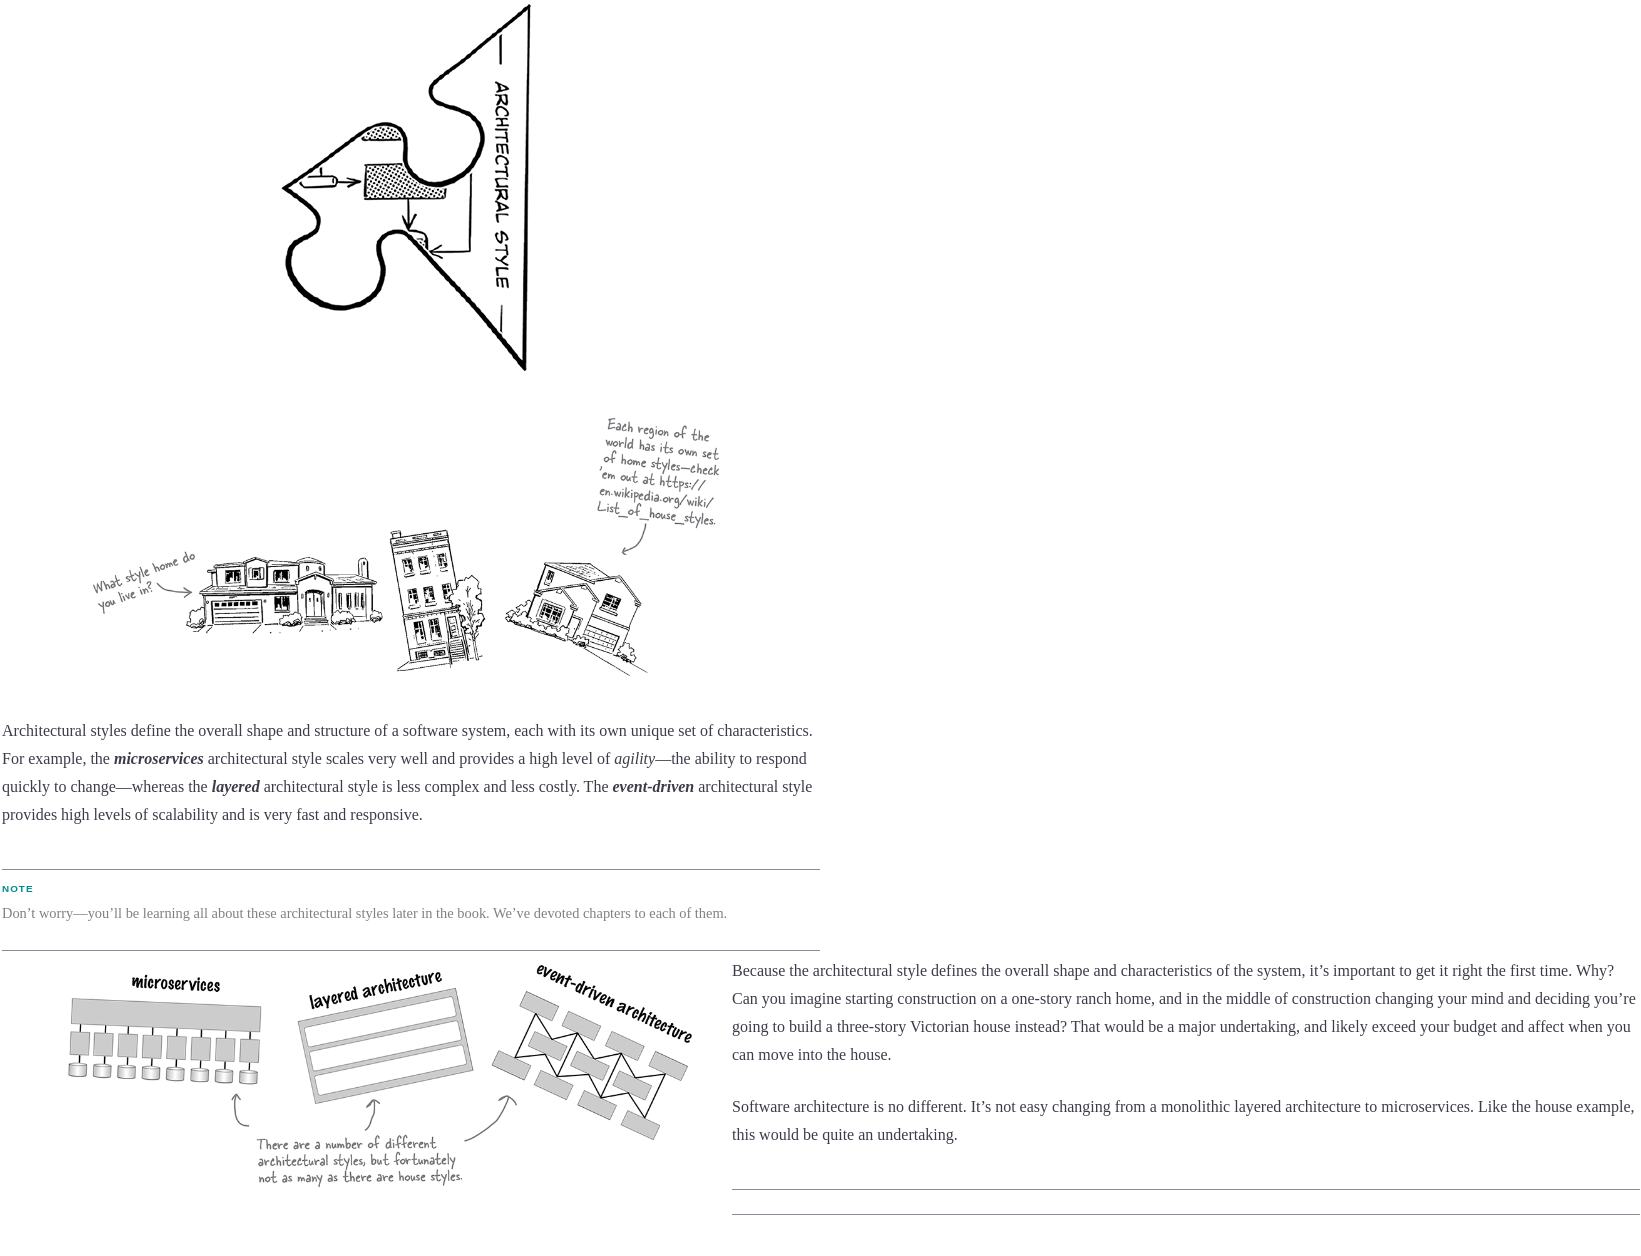 ARCHITECTURAL STYLE
Each region of the
world has its own set
of home styles—check
'em out at https://
en.wikipedia.org/wiki/
List_of_house_styles.
What style home do
you live in?
Architectural styles define the overall shape and structure of a software system, each with its own unique set of characteristics.
For example, the microservices architectural style scales very well and provides a high level of agility—the ability to respond
quickly to change—whereas the layered architectural style is less complex and less costly. The event-driven architectural style
provides high levels of scalability and is very fast and responsive.
NOTE
Don’t worry—you’ll be learning all about these architectural styles later in the book. We’ve devoted chapters to each of them.
microservices
layered architecture
event-driven architecture
There are a number of different
architectural styles, but fortunately
not as many as there are house styles.
Because the architectural style defines the overall shape and characteristics of the system, it’s important to get it right the first time. Why?
Can you imagine starting construction on a one-story ranch home, and in the middle of construction changing your mind and deciding you’re
going to build a three-story Victorian house instead? That would be a major undertaking, and likely exceed your budget and affect when you
can move into the house.
Software architecture is no different. It’s not easy changing from a monolithic layered architecture to microservices. Like the house example,
this would be quite an undertaking.